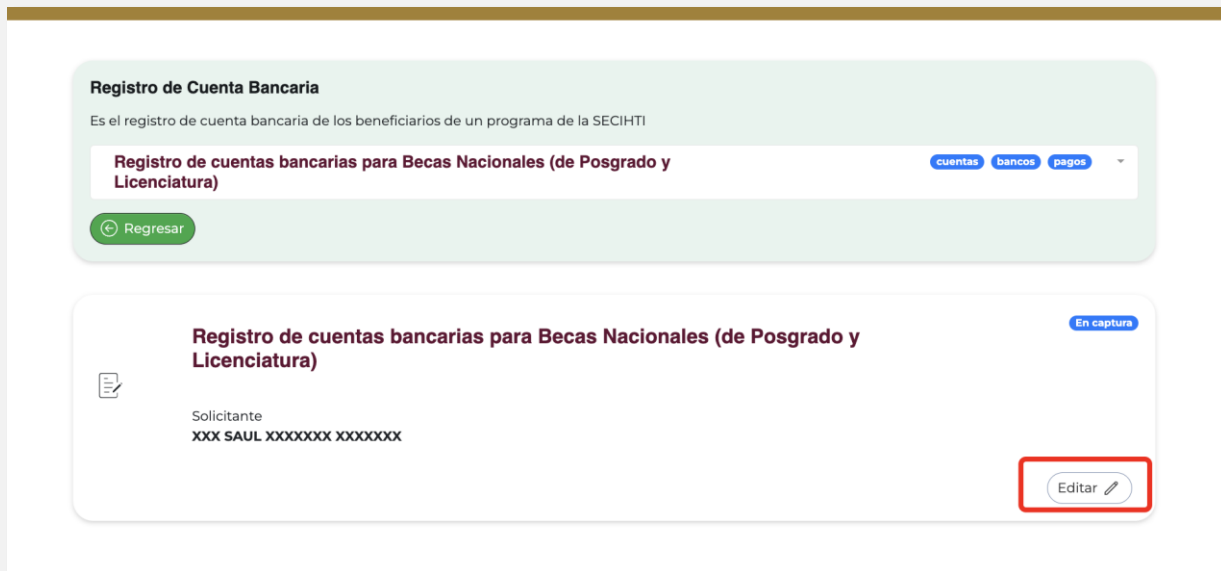 Registro de Cuenta Bancaria
Es el registro de cuenta bancaria de los beneficiarios de un programa de la SECIHTI
Registro de cuentas bancarias para Becas Nacionales (de Posgrado y
Licenciatura)
cuentas bancos pagos
Regresar
Registro de cuentas bancarias para Becas Nacionales (de Posgrado y
Licenciatura)
En captura
Solicitante
XXX SAUL XXXXXXX XXXXXXX
Editar